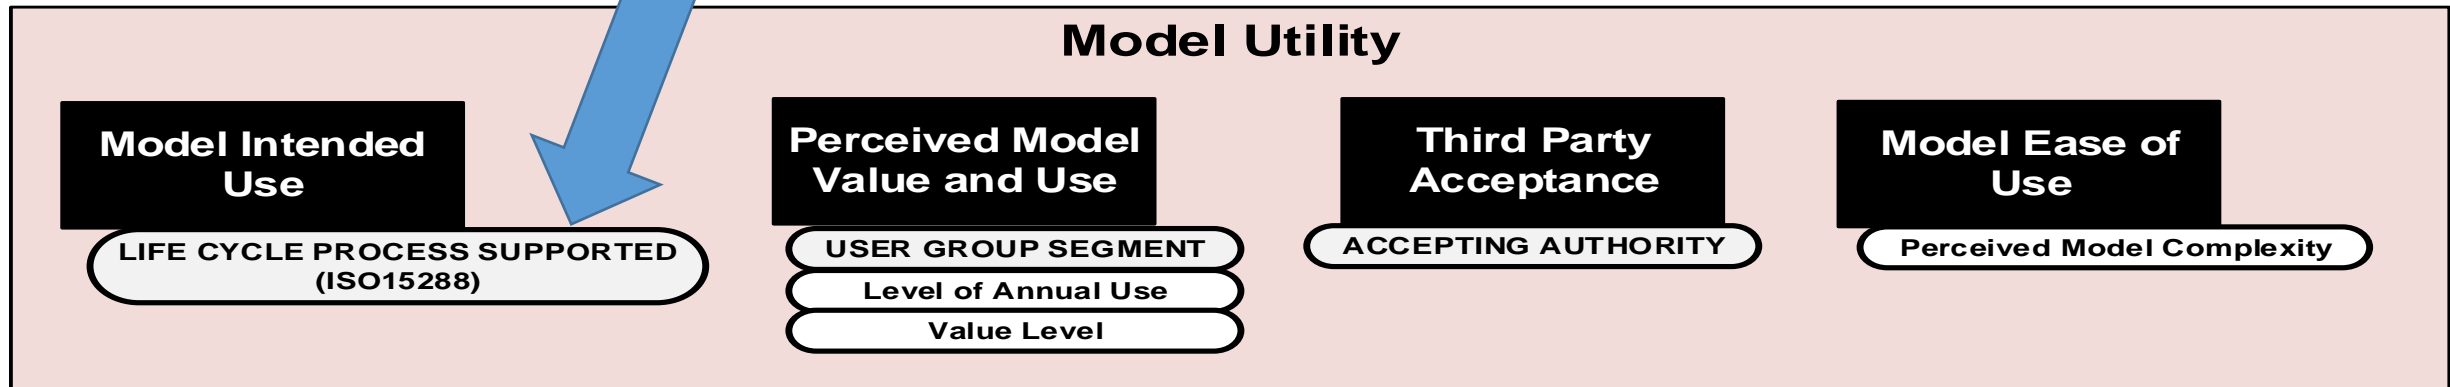 Model Utility
Model Intended
Use
LIFE CYCLE PROCESS SUPPORTED
(ISO15288)
Perceived Model
Value and Use
USER GROUP SEGMENT
Level of Annual Use
Value Level
Third Party
Acceptance
ACCEPTING AUTHORITY
Model Ease of
Use
Perceived Model Complexity